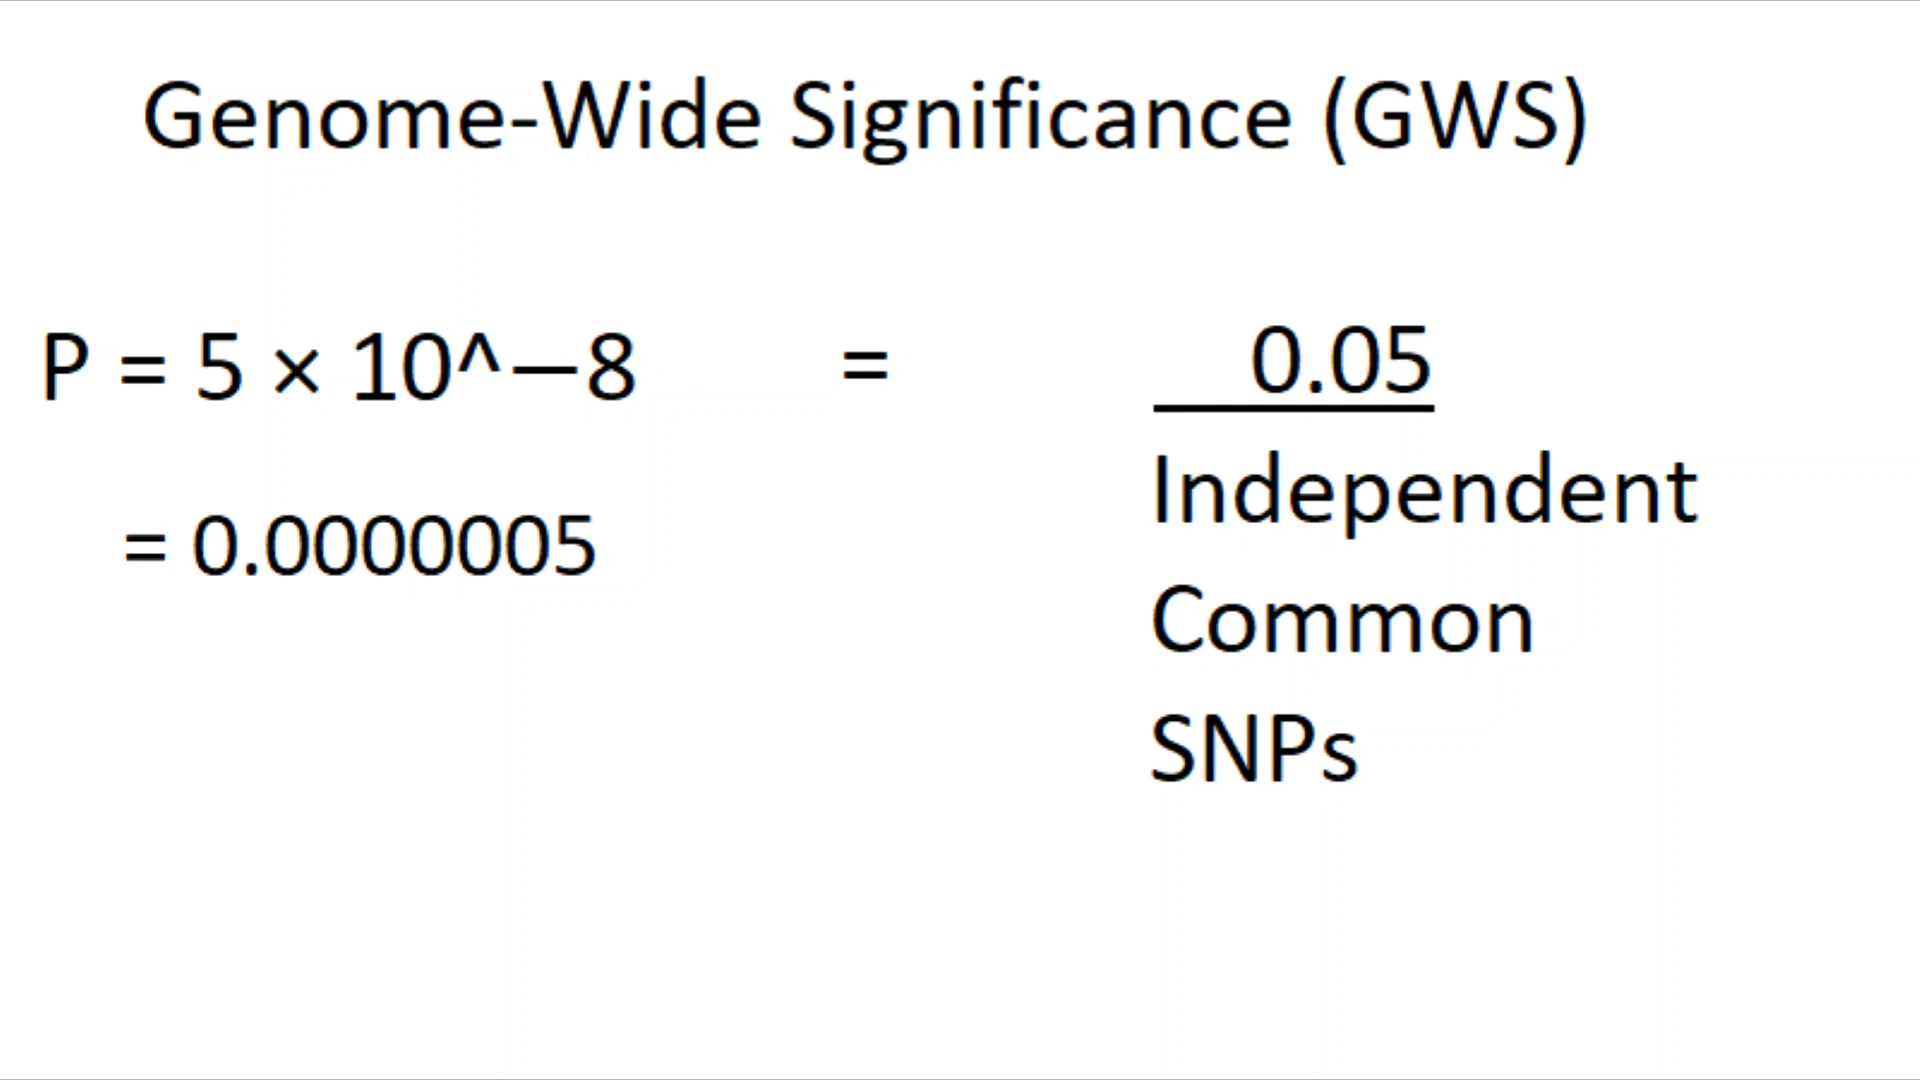 Genome-Wide Significance (GWS)
P = 5 × 10^—8 = 0.05
= 0.0000005
Independent
Common
SNPs